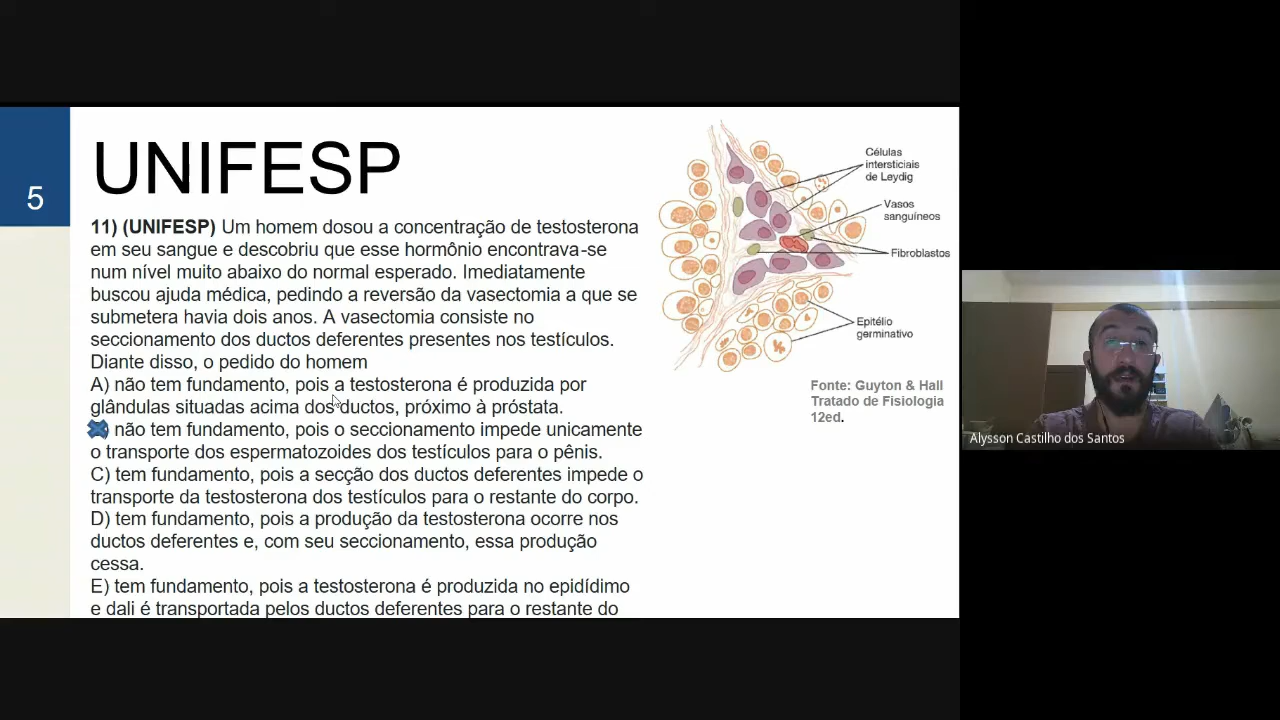 5
UNIFESP
11) (UNIFESP) Um homem dosou a concentração de testosterona
em seu sangue e descobriu que esse hormônio encontrava-se
num nível muito abaixo do normal esperado. Imediatamente
buscou ajuda médica, pedindo a reversão da vasectomia a que se
submetera havia dois anos. A vasectomia consiste no
seccionamento dos ductos deferentes presentes nos testículos.
Diante disso, o pedido do homem
A) não tem fundamento, pois a testosterona é produzida por
glândulas situadas acima dos ductos, próximo à próstata.
) não tem fundamento, pois o seccionamento impede unicamente
o transporte dos espermatozoides dos testículos para o pênis.
C) tem fundamento, pois a secção dos ductos deferentes impede o
transporte da testosterona dos testículos para o restante do corpo.
D) tem fundamento, pois a produção da testosterona ocorre nos
ductos deferentes e, com seu seccionamento, essa produção
cessa.
E) tem fundamento, pois a testosterona é produzida no epidídimo
e dali é transportada pelos ductos deferentes para o restante do
Células
intersticiais
de Leydig
Vasos
sanguíneos
Fibroblastos
Epitélio
germinativo
Fonte: Guyton & Hall
Tratado de Fisiologia
12ed.
Alysson Castilho dos Santos